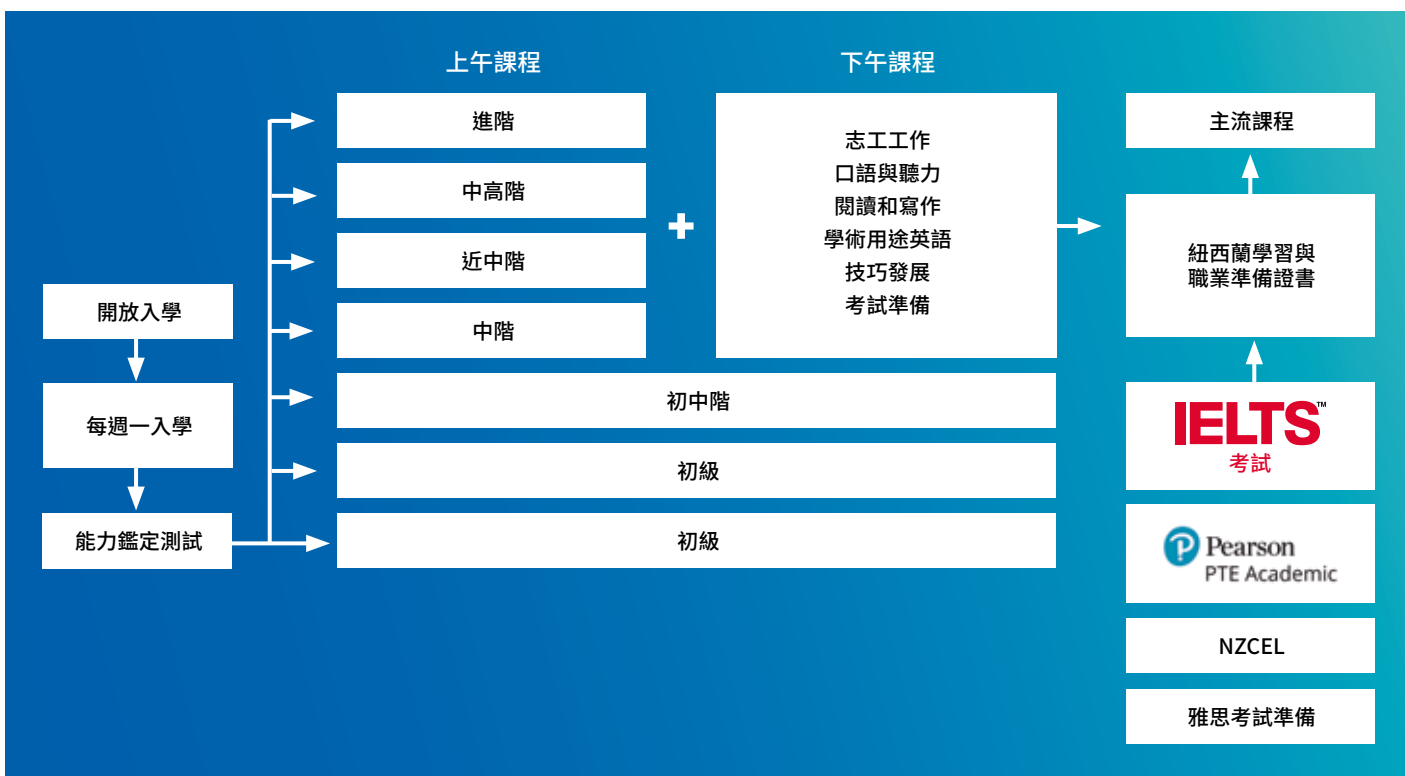 上午課程
下午課程
進階
中高階
近中階
中階
志工工作
口語與聽力
閱讀和寫作
學術用途英語
技巧發展
考試準備
初中階
初級
初級
開放入學
每週一入學
能力鑑定測試
主流課程
紐西蘭學習與
職業準備證書
IELTS™
考試
Pearson
PTE Academic
NZCEL
雅思考試準備